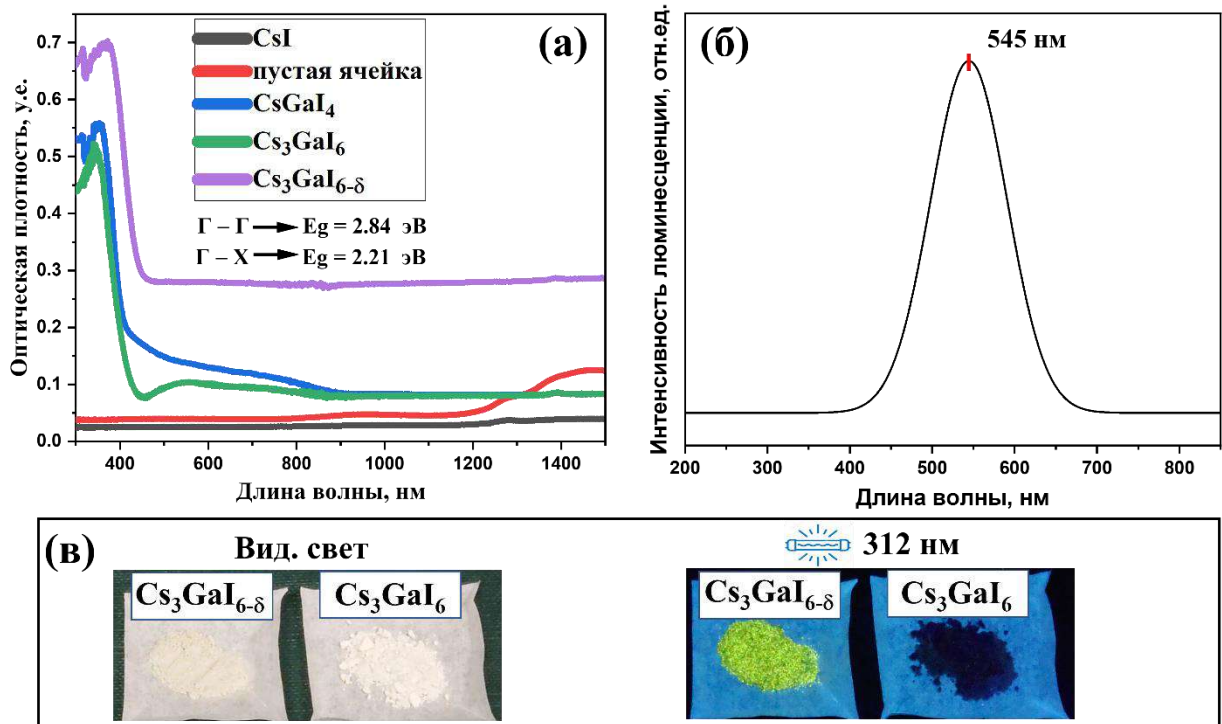 (а)
Оптическая плотность, у.е.
0.7
0.6
0.5
0.4
0.3
0.2
0.1
0.0
CsI
пустая ячейка
CsGaI₄
Cs₃GaI₆
Cs₃GaI₆₋δ
Γ – Γ → Eg = 2.84 эВ
Γ – X → Eg = 2.21 эВ
400 600 800 1000 1200 1400
Длина волны, нм
(б)
Интенсивность люминесценции, отн.ед.
545 нм
200 300 400 500 600 700 800
Длина волны, нм
(в)
Вид. свет
Cs₃GaI₆₋δ
Cs₃GaI₆
312 нм
Cs₃GaI₆₋δ
Cs₃GaI₆